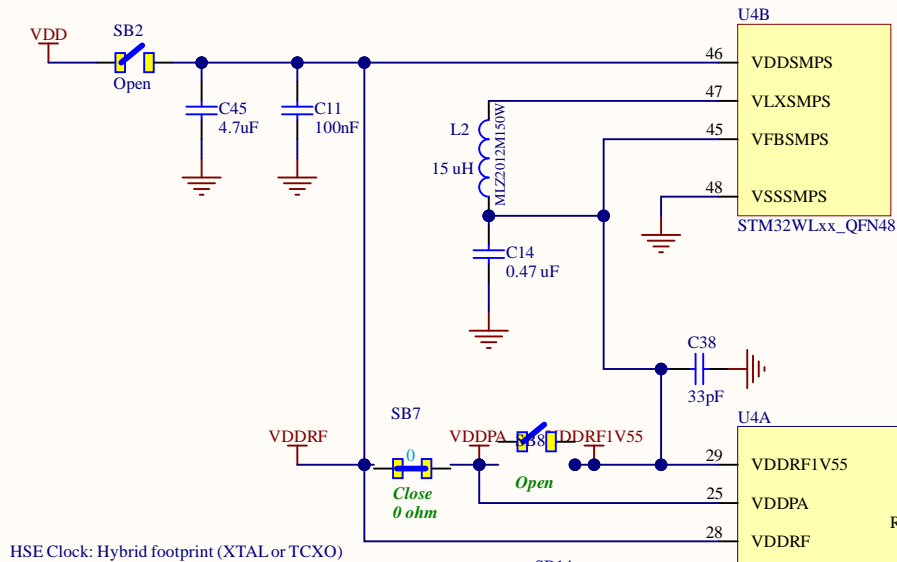 U4B
VDD
SB2
Open
C45
4.7uF
C11
100nF
46
VDDSMPS
47
VLXSMPS
45
VFBSMPS
48
VSSSMPS
STM32WLxx_QFN48
L2
15 uH
MLZ2012M150W
C14
0.47 uF
C38
33pF
U4A
SB7
VDDRF
0
Close
0 ohm
VDDPA
SB8
VDDRF1V55
Open
29
VDDRF1V55
25
VDDPA
28
VDDRF
R
HSE Clock: Hybrid footprint (XTAL or TCXO)